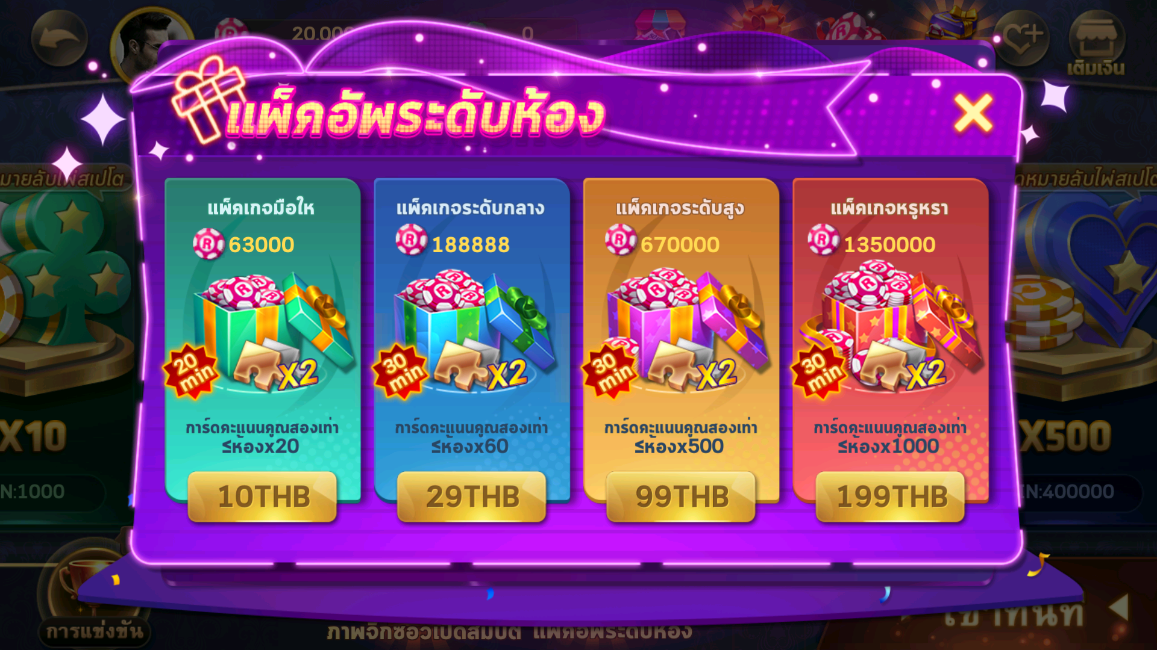 20.000
0
เติมเงิน
แพ็คอัพระดับห้อง
แพ็คเกจมือให
63000
20 min
X2
การ์ดคะแนนคูณสองเท่า
≤ห้องx20
10THB
แพ็คเกจระดับกลาง
188888
30 min
X2
การ์ดคะแนนคูณสองเท่า
≤ห้องx60
29THB
แพ็คเกจระดับสูง
670000
30 min
X2
การ์ดคะแนนคูณสองเท่า
≤ห้องx500
99THB
แพ็คเกจหรูหรา
1350000
30 min
X2
การ์ดคะแนนคูณสองเท่า
≤ห้องx1000
199THB
X10
N:1000
X500
IN:400000
การแข่งขัน